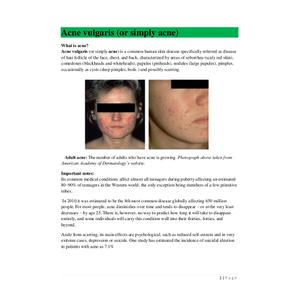 Acne vulgaris (or simply acne)
What is acne?
Acne vulgaris (or simply acne) is a common human skin disease specifically referred as disease
of hair follicle of the face, chest, and back, characterized by areas of seborrhea (scaly red skin),
comedones (blackheads and whiteheads), papules (pinheads), nodules (large papules), pimples,
occasionally as cysts (deep pimples, boils,) and possibly scarring.
Adult acne: The number of adults who have acne is growing. Photograph above taken from
American Academy of Dermatology's website.
Important notes:
Its common medical conditions affect almost all teenagers during puberty affecting an estimated
80–90% of teenagers in the Western world; the only exception being members of a few primitive
tribes.
In 2010 it was estimated to be the 8th most common disease globally affecting 650 million
people. For most people, acne diminishes over time and tends to disappear – or at the very least
decreases – by age 25. There is, however, no way to predict how long it will take to disappear
entirely, and some individuals will carry this condition well into their thirties, forties, and
beyond.
Aside from scarring, its main effects are psychological, such as reduced self-esteem and in very
extreme cases, depression or suicide. One study has estimated the incidence of suicidal ideation
in patients with acne as 7.1%
1 | P a g e